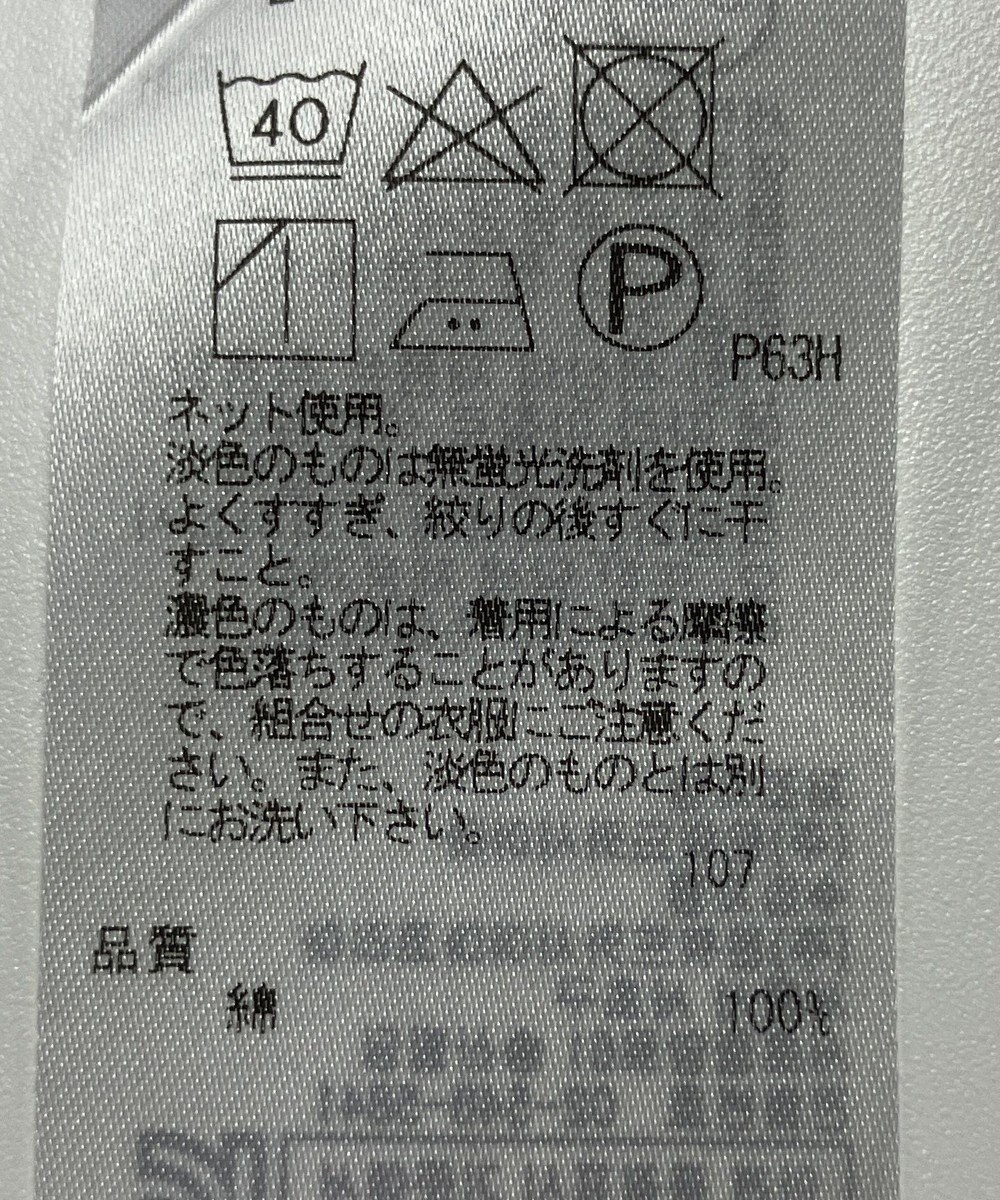 40
P
P63H
ネット使用。
淡色のものは無蛍光洗剤を使用。
よくすすぎ、絞りの後すぐに干
すこと。
濃色のものは、着用による摩擦
で色落ちすることがありますの
で、組合せの衣服にご注意くだ
さい。また、淡色のものとは別
にお洗い下さい。
107
品質
綿 100%